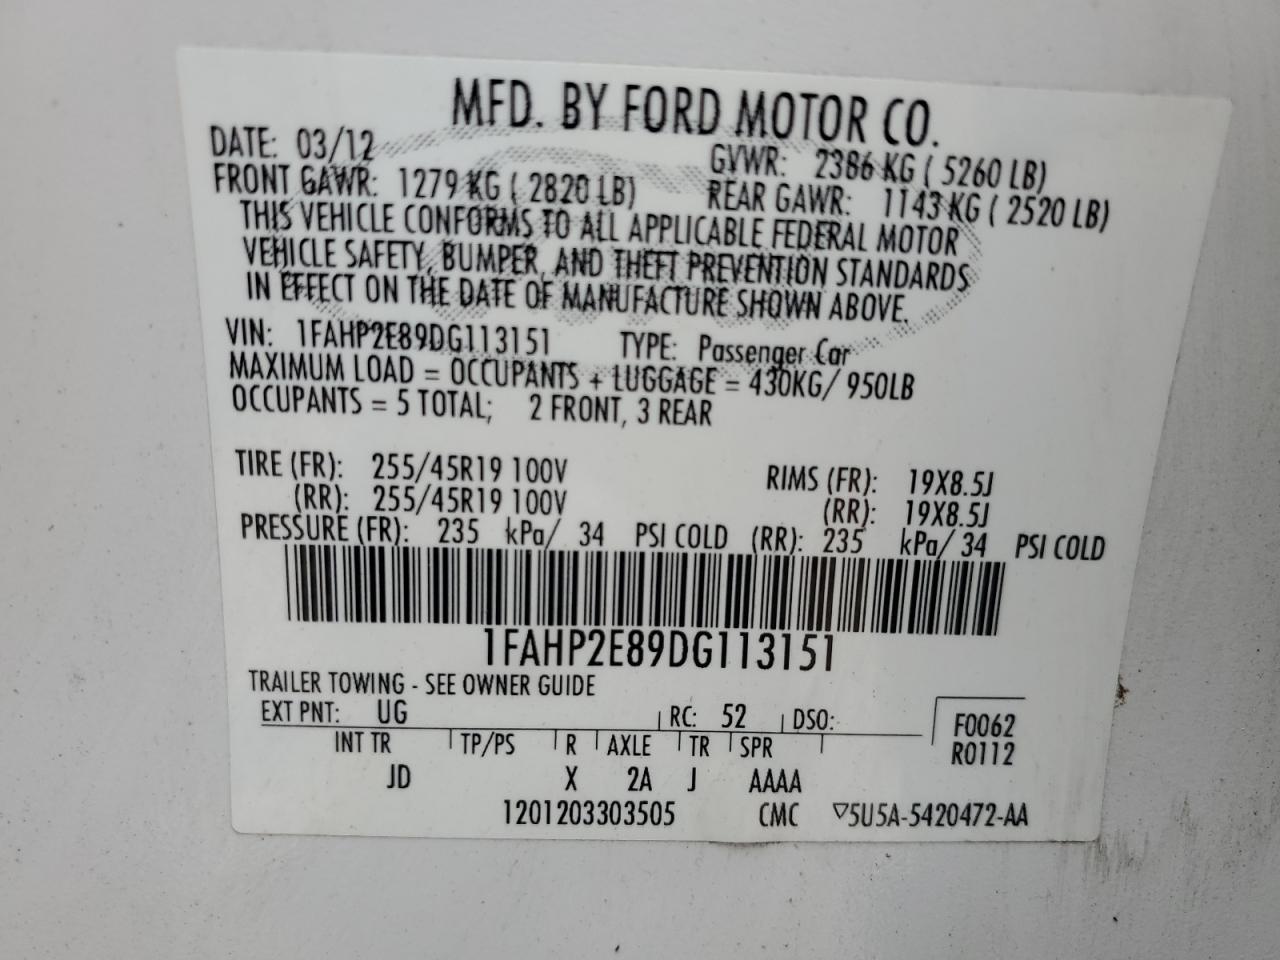 MFD. BY FORD MOTOR CO.
DATE: 03/12 GVWR: 2386 KG ( 5260 LB)
FRONT GAWR: 1279 KG ( 2820 LB) REAR GAWR: 1143 KG ( 2520 LB)
THIS VEHICLE CONFORMS TO ALL APPLICABLE FEDERAL MOTOR
VEHICLE SAFETY, BUMPER, AND THEFT PREVENTION STANDARDS
IN EFFECT ON THE DATE OF MANUFACTURE SHOWN ABOVE.
VIN: 1FAHP2E89DG113151 TYPE: Passenger Car
MAXIMUM LOAD = OCCUPANTS + LUGGAGE = 430KG/ 950LB
OCCUPANTS = 5 TOTAL; 2 FRONT, 3 REAR
TIRE (FR): 255/45R19 100V RIMS (FR): 19X8.5J
(RR): 255/45R19 100V (RR): 19X8.5J
PRESSURE (FR): 235 kPa/ 34 PSI COLD (RR): 235 kPa/ 34 PSI COLD
1FAHP2E89DG113151
TRAILER TOWING - SEE OWNER GUIDE
EXT PNT: UG RC: 52 DSO: F0062
INT TR TP/PS R AXLE TR SPR R0112
JD X 2A J AAAA
1201203303505 CMC ▽5U5A-5420472-AA